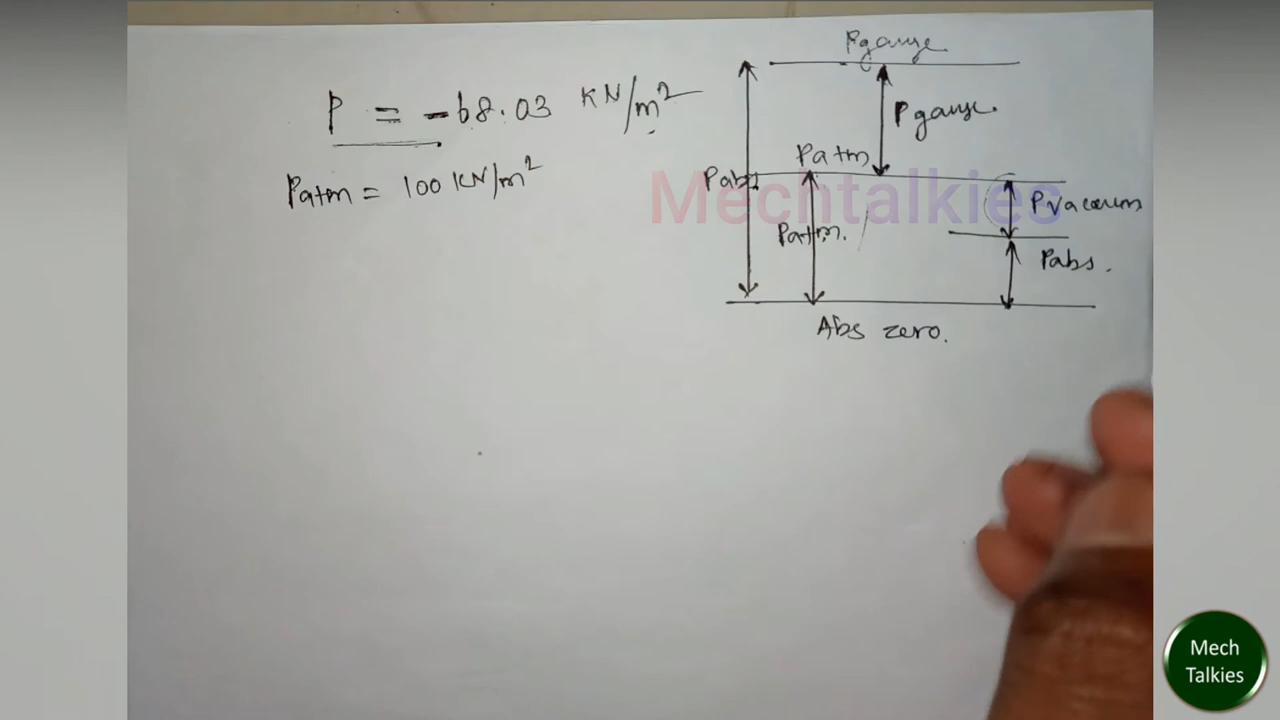 P = -68.03 KN/m²
Patm = 100 KN/m²
Pgauge
Pgauge.
Patm
Pabs
Patm.
Pvacuum
Pabs.
Abs zero.
Mechtalkies
Mech
Talkies